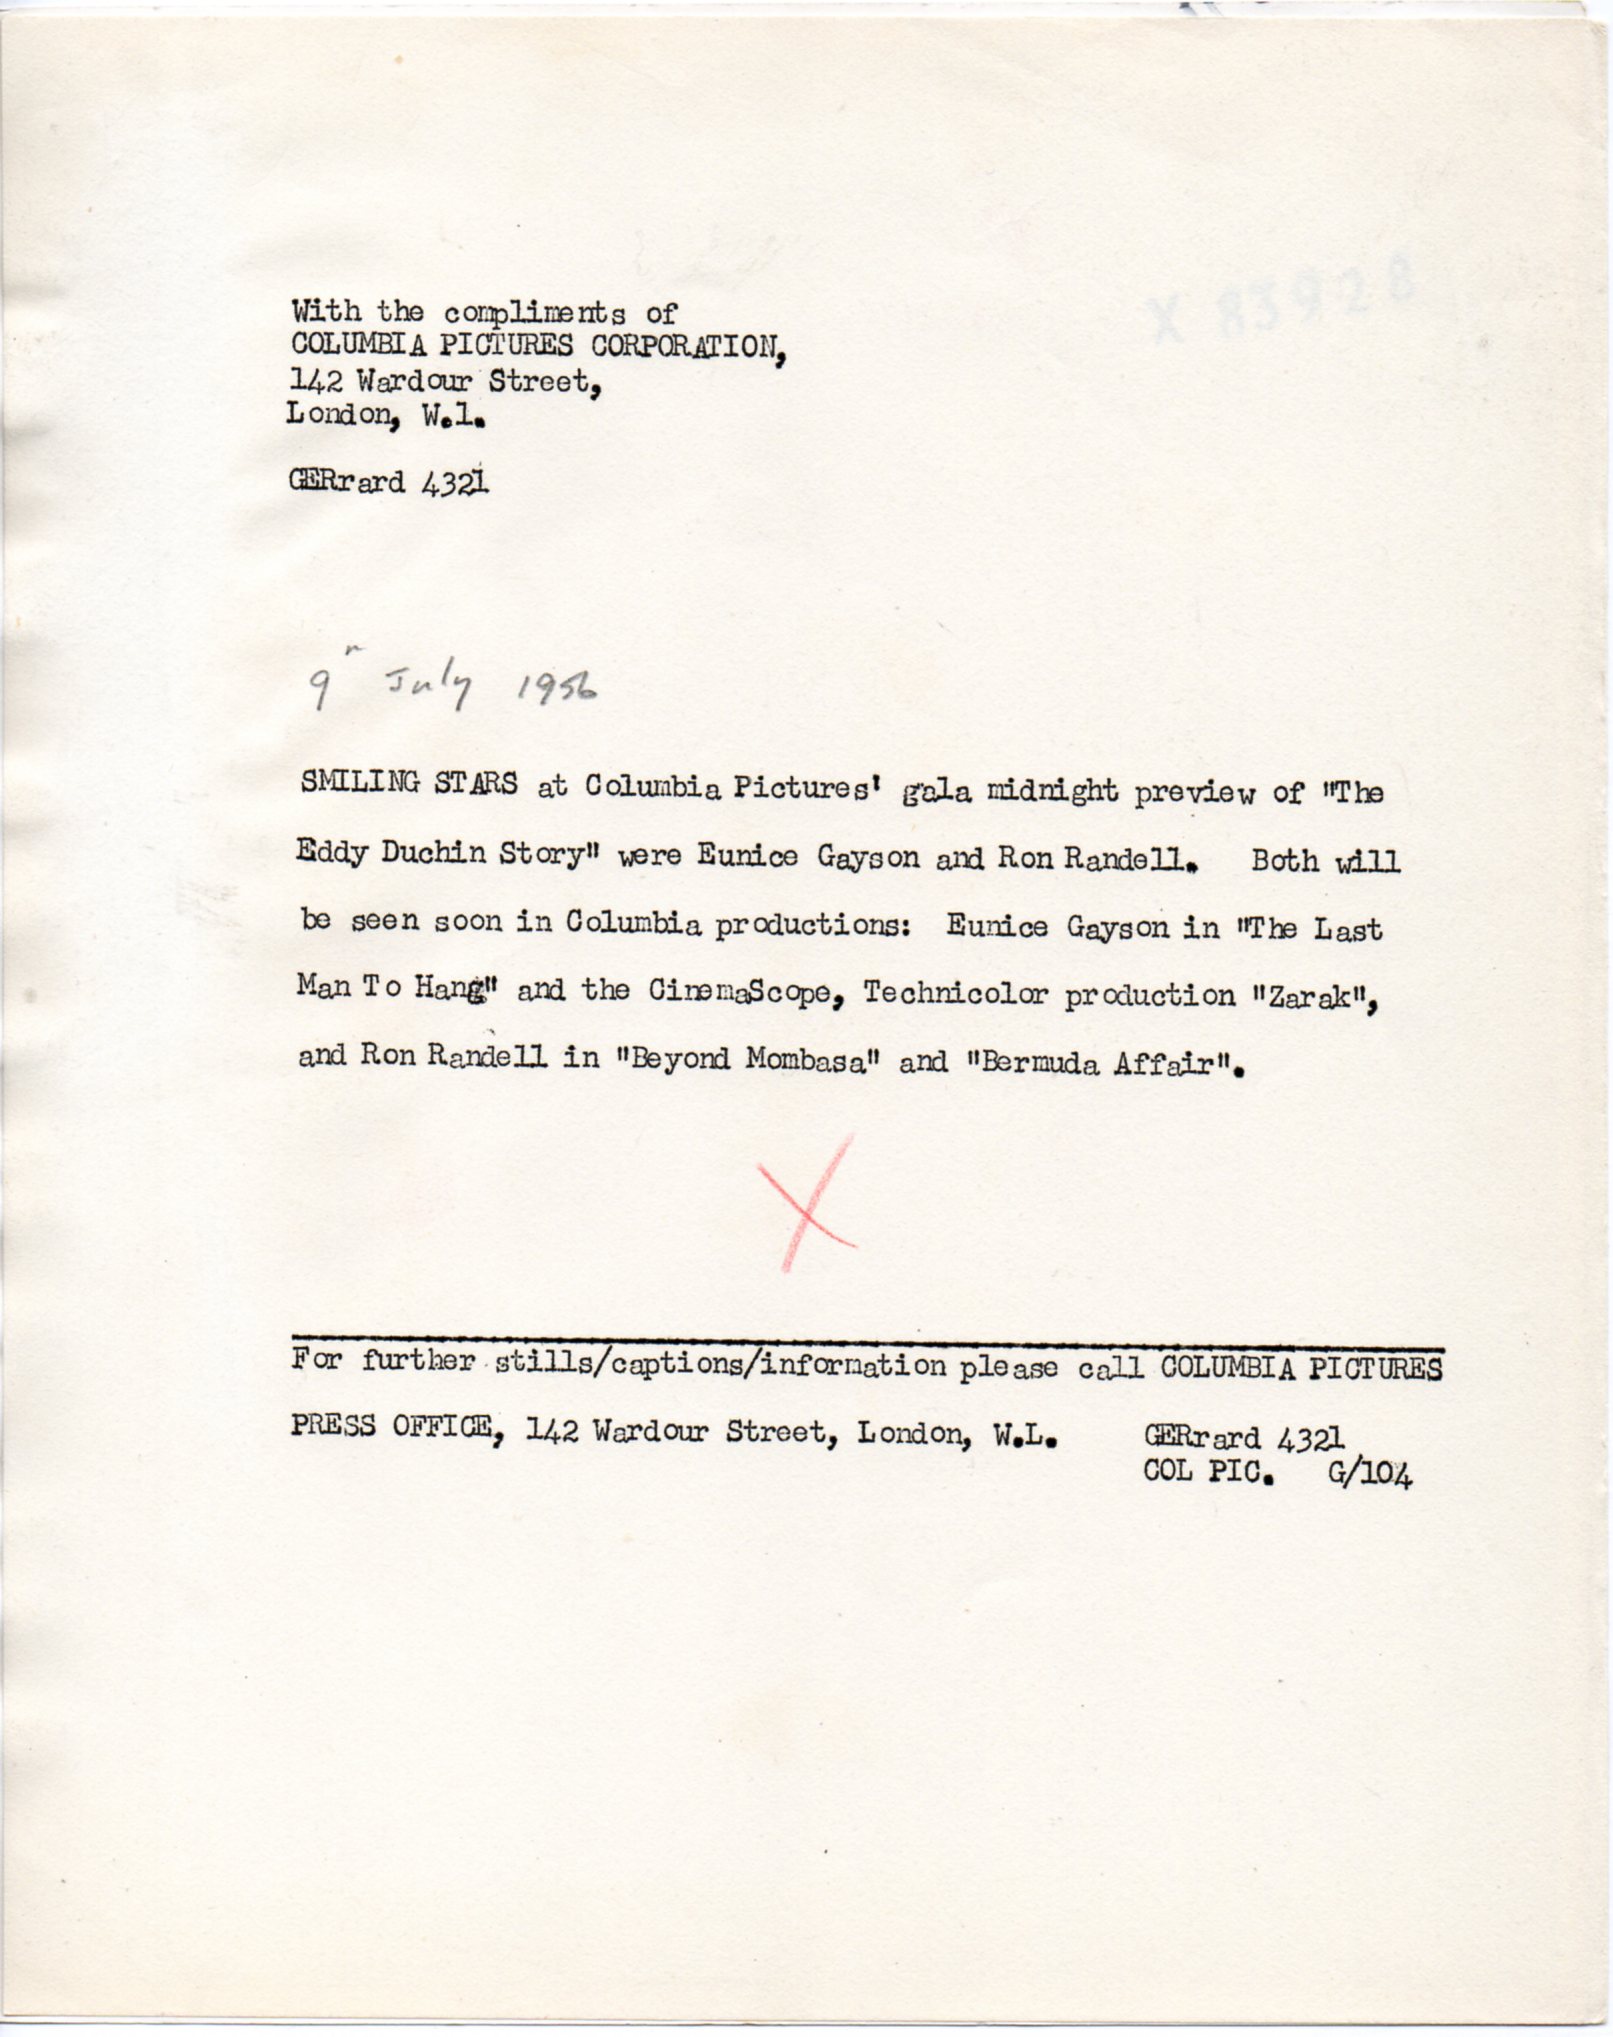 X 83928
With the compliments of
COLUMBIA PICTURES CORPORATION,
142 Wardour Street,
London, W.1.
GERrard 4321
9" July 1956
SMILING STARS at Columbia Pictures' gala midnight preview of "The
Eddy Duchin Story" were Eunice Gayson and Ron Randell. Both will
be seen soon in Columbia productions: Eunice Gayson in "The Last
Man To Hang" and the CinemaScope, Technicolor production "Zarak",
and Ron Randell in "Beyond Mombasa" and "Bermuda Affair".
X
For further stills/captions/information please call COLUMBIA PICTURES
PRESS OFFICE, 142 Wardour Street, London, W.L. GERrard 4321
COL PIC. G/104